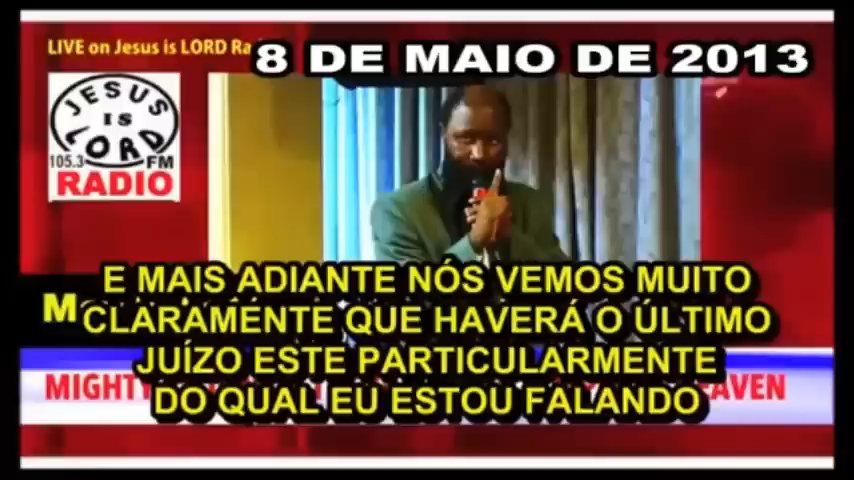 LIVE on Jesus is LORD Ra
8 DE MAIO DE 2013
JESUS
IS
LORD
105.3 FM
RADIO
E MAIS ADIANTE NÓS VEMOS MUITO
CLARAMENTE QUE HAVERÁ O ÚLTIMO
JUÍZO ESTE PARTICULARMENTE
DO QUAL EU ESTOU FALANDO
MIGHTY